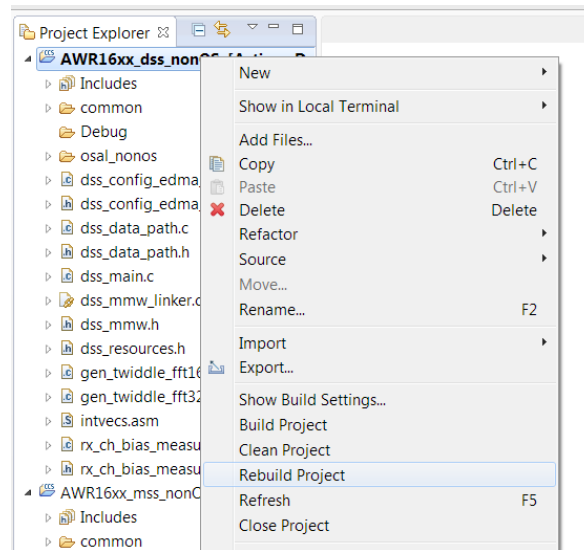 Project Explorer
AWR16xx_dss_nonOS [Active - D
Includes
common
Debug
osal_nonos
dss_config_edma
dss_config_edma
dss_data_path.c
dss_data_path.h
dss_main.c
dss_mmw_linker.c
dss_mmw.h
dss_resources.h
gen_twiddle_fft16
gen_twiddle_fft32
intvecs.asm
rx_ch_bias_measu
rx_ch_bias_measu
AWR16xx_mss_nonO
Includes
common
New
Show in Local Terminal
Add Files...
Copy Ctrl+C
Paste Ctrl+V
Delete Delete
Refactor
Source
Move...
Rename... F2
Import
Export...
Show Build Settings...
Build Project
Clean Project
Rebuild Project
Refresh F5
Close Project